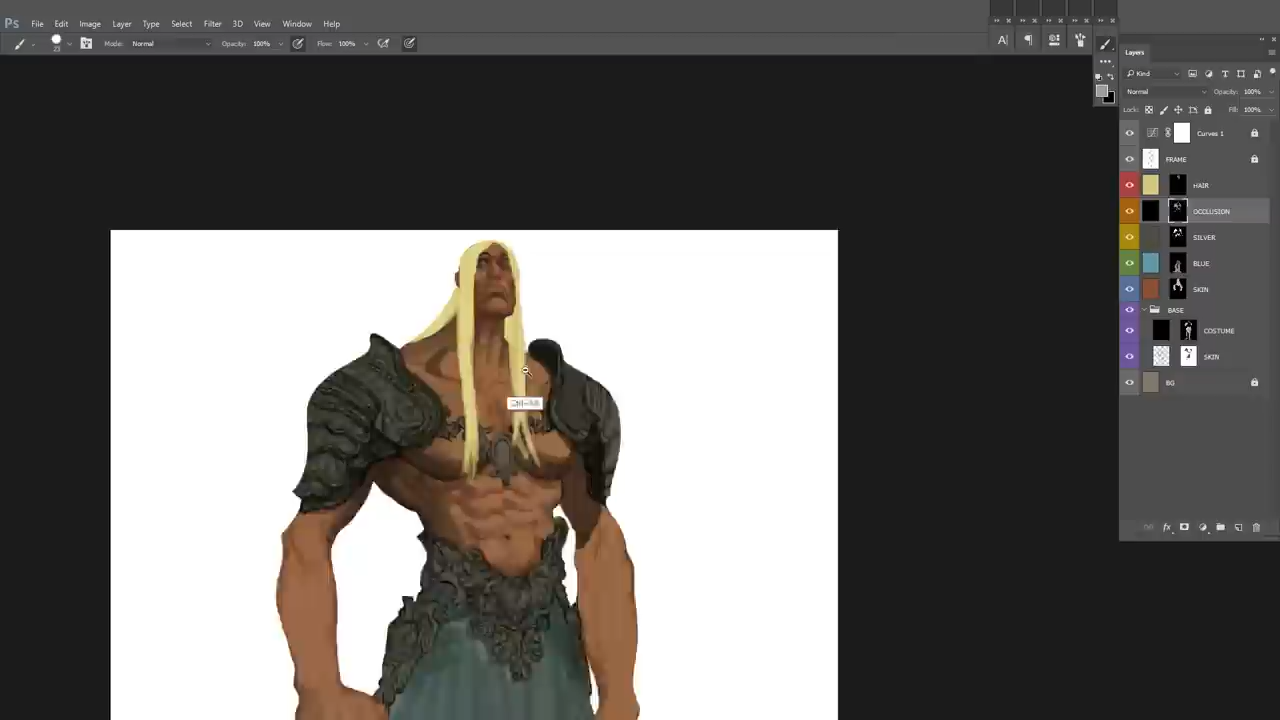 Ps File Edit Image Layer Type Select Filter 3D View Window Help
23 Mode: Normal Opacity: 100% Flow: 100%
A|
Layers
Kind
Normal Opacity: 100%
Lock: Fill: 100%
Curves 1
FRAME
HAIR
OCCLUSION
SILVER
BLUE
SKIN
BASE
COSTUME
SKIN
BG
fx